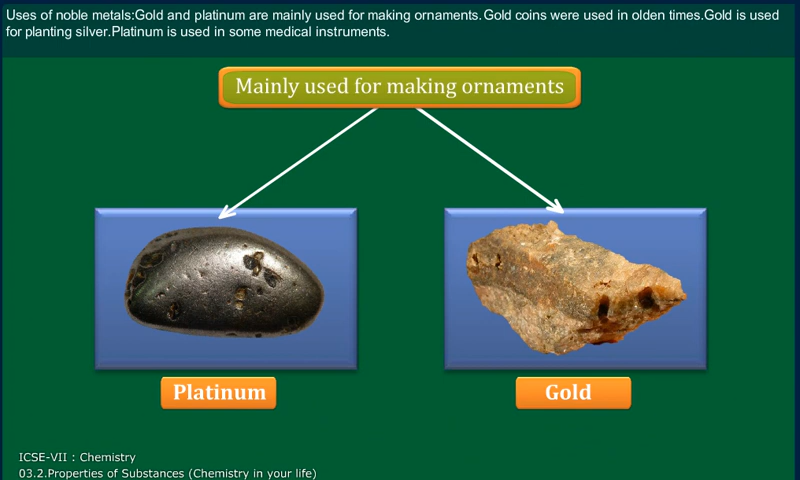 Uses of noble metals:Gold and platinum are mainly used for making ornaments.Gold coins were used in olden times.Gold is used
for planting silver.Platinum is used in some medical instruments.
Mainly used for making ornaments
Platinum
Gold
ICSE-VII : Chemistry
03.2.Properties of Substances (Chemistry in your life)